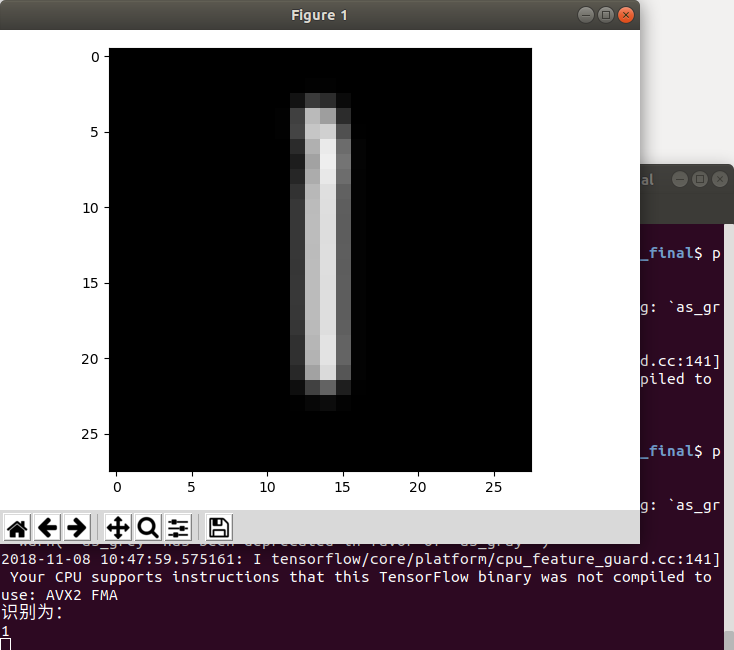 Figure 1
0
5
10
15
20
25
0 5 10 15 20 25
al
_final$ p
g: `as_gr
d.cc:141]
piled to
_final$ p
g: `as_gr
2018-11-08 10:47:59.575161: I tensorflow/core/platform/cpu_feature_guard.cc:141]
Your CPU supports instructions that this TensorFlow binary was not compiled to
use: AVX2 FMA
识别为：
1